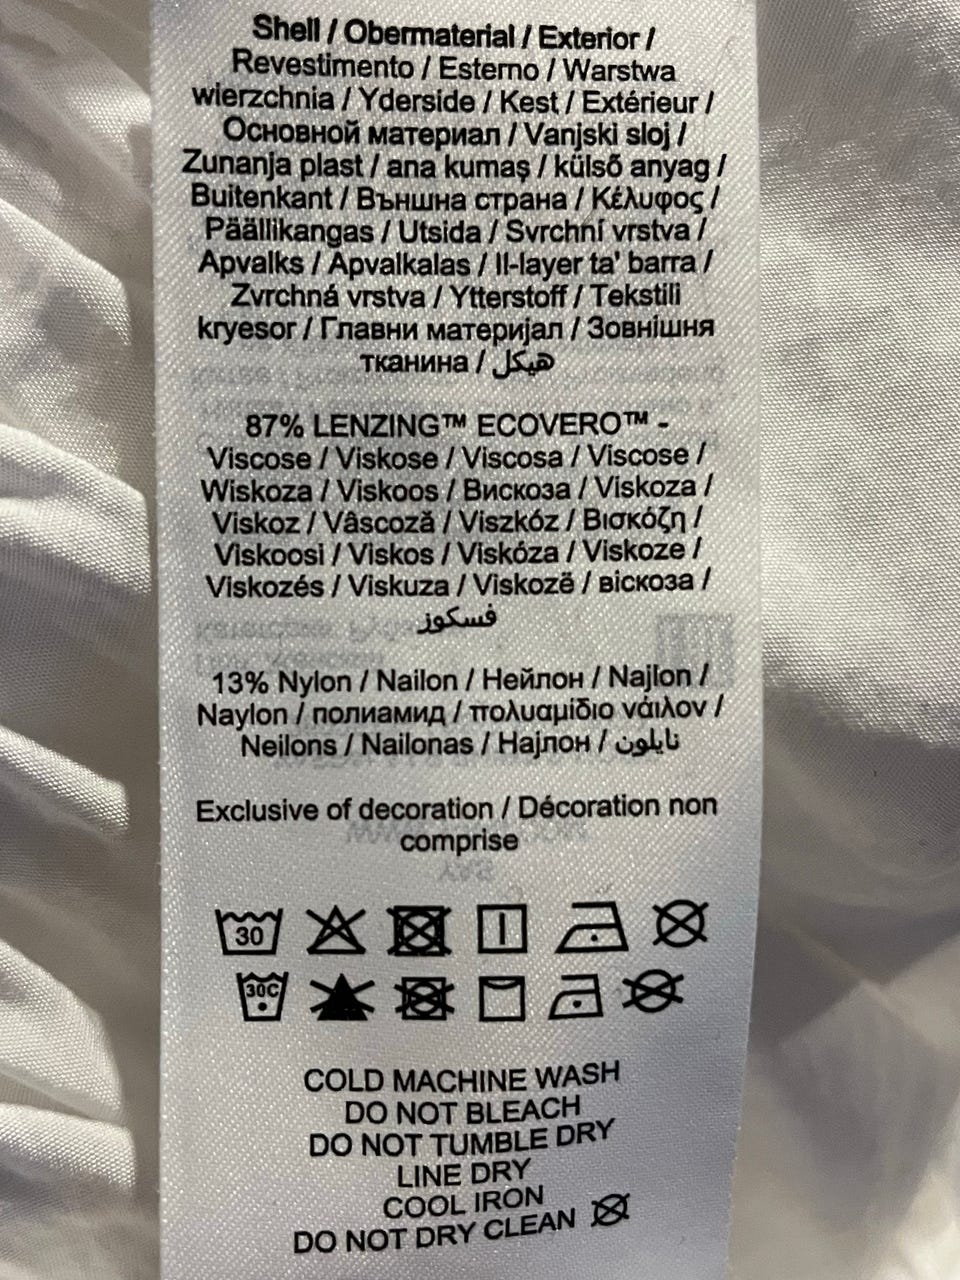 Shell / Obermaterial / Exterior /
Revestimento / Esterno / Warstwa
wierzchnia / Yderside / Kest / Extérieur /
Основной материал / Vanjski sloj /
Zunanja plast / ana kumaş / külső anyag /
Buitenkant / Външна страна / Κέλυφος /
Päällikangas / Utsida / Svrchní vrstva /
Apvalks / Apvalkalas / Il-layer ta' barra /
Zvrchná vrstva / Ytterstoff / Tekstili
kryesor / Главни материјал / Зовнішня
тканина / هيكل
87% LENZING™ ECOVERO™ -
Viscose / Viskose / Viscosa / Viscose /
Wiskoza / Viskoos / Вискоза / Viskoza /
Viskoz / Vâscoză / Viszkóz / Βισκόζη /
Viskoosi / Viskos / Viskóza / Viskoze /
Viskozés / Viskuza / Viskozë / віскоза /
فسكوز
13% Nylon / Nailon / Нейлон / Najlon /
Naylon / полиамид / πολυαμίδιο νάιλον /
Neilons / Nailonas / Најлон / نايلون
Exclusive of decoration / Décoration non
comprise
30
30C
COLD MACHINE WASH
DO NOT BLEACH
DO NOT TUMBLE DRY
LINE DRY
COOL IRON
DO NOT DRY CLEAN